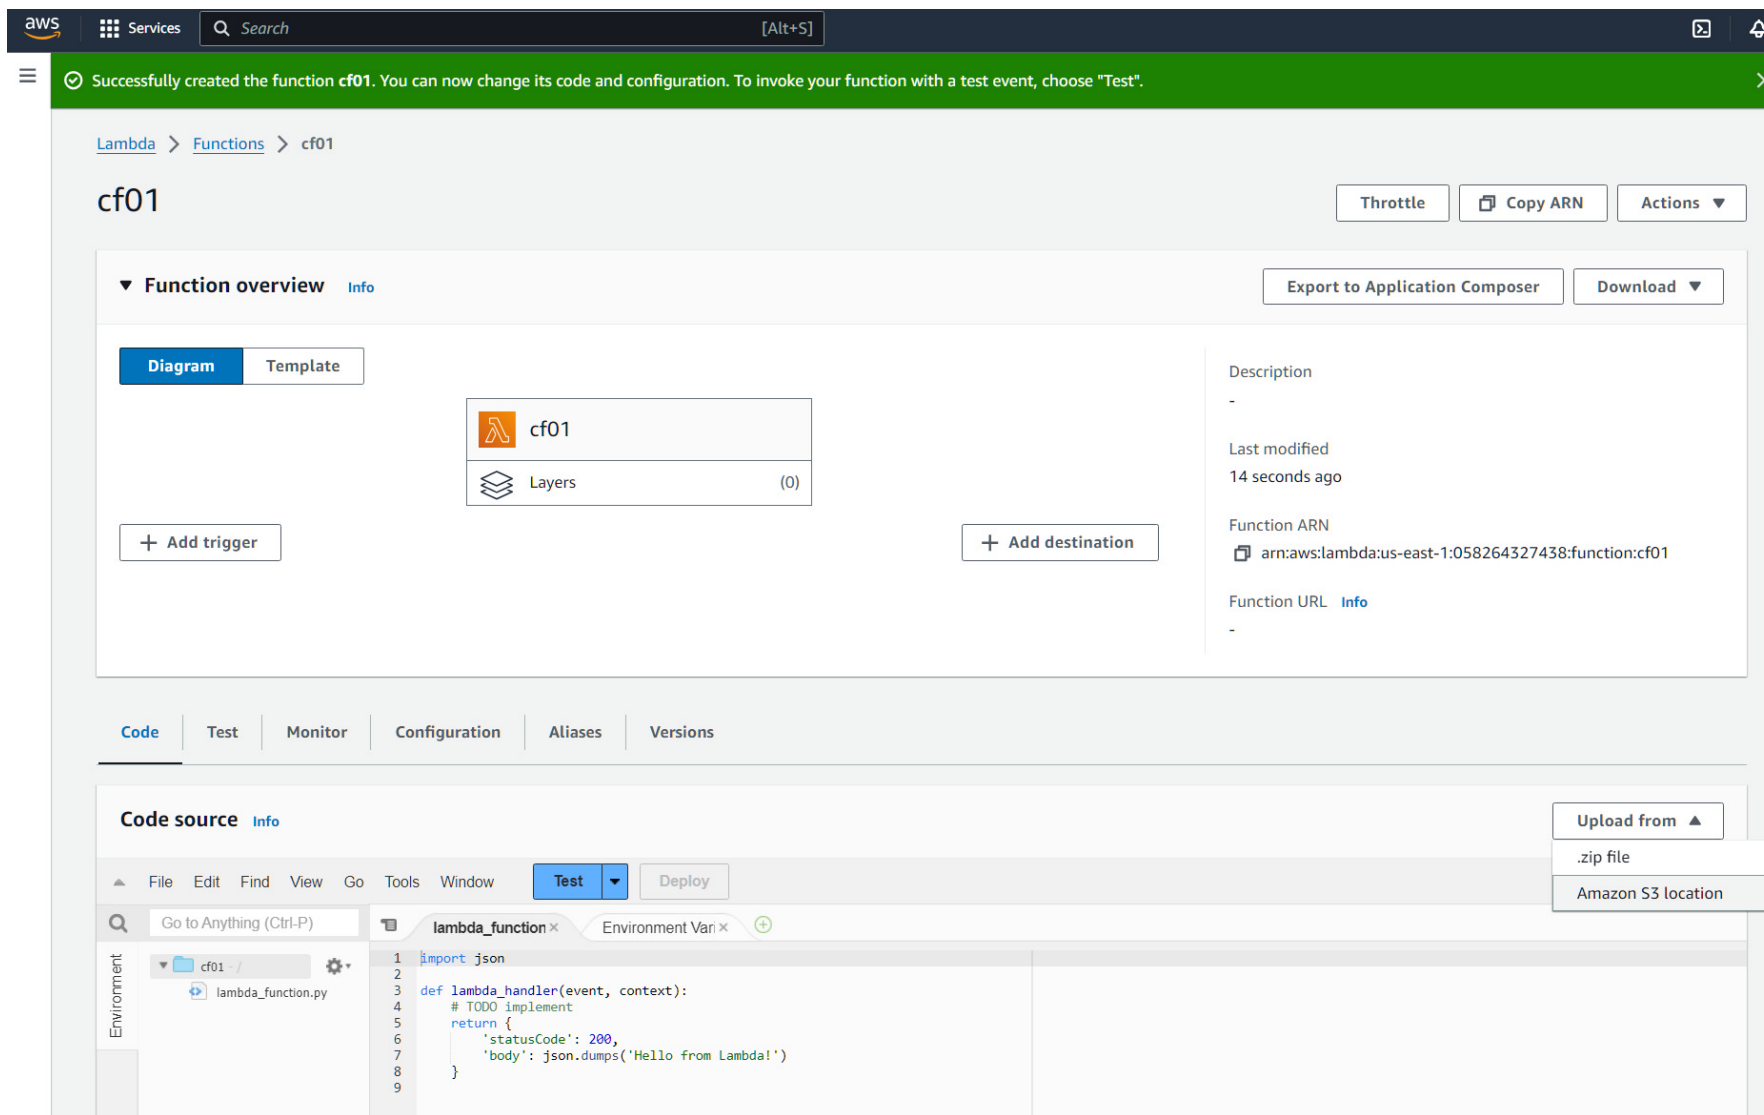 aws Services Search [Alt+S]
Successfully created the function cf01. You can now change its code and configuration. To invoke your function with a test event, choose "Test".
Lambda > Functions > cf01
cf01
Throttle Copy ARN Actions
Function overview Info
Export to Application Composer Download
Diagram Template
cf01
Layers (0)
+ Add trigger
+ Add destination
Description
-
Last modified
14 seconds ago
Function ARN
arn:aws:lambda:us-east-1:058264327438:function:cf01
Function URL Info
-
Code Test Monitor Configuration Aliases Versions
Code source Info
Upload from
.zip file
Amazon S3 location
File Edit Find View Go Tools Window Test Deploy
Go to Anything (Ctrl-P)
lambda_function × Environment Vari ×
Environment
cf01 - /
lambda_function.py
1 import json
2
3 def lambda_handler(event, context):
4     # TODO implement
5     return {
6         'statusCode': 200,
7         'body': json.dumps('Hello from Lambda!')
8     }
9